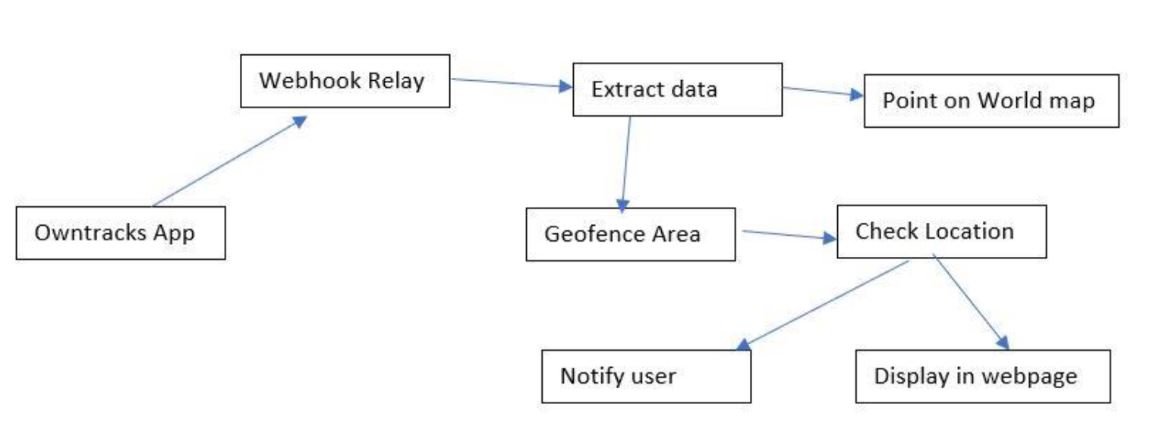 Webhook Relay
Extract data
Point on World map
Owntracks App
Geofence Area
Check Location
Notify user
Display in webpage